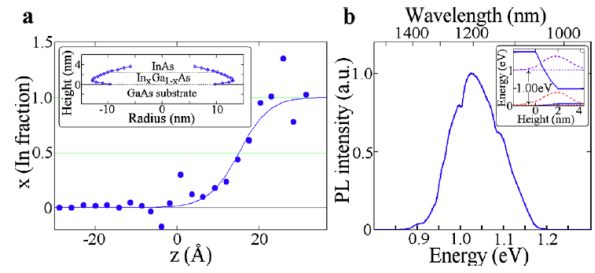 a
x (In fraction)
1.5
1.0
0.5
0
-20
0
20
z (Å)
Height (nm)
4
0
InAs
InxGa1-xAs
GaAs substrate
-10
0
10
Radius (nm)
b
Wavelength (nm)
1400
1200
1000
PL intensity (a.u.)
1.0
0.5
0
0.9
1.0
1.1
1.2
Energy (eV)
Energy (eV)
1
0
1.00eV
0
2
4
Height (nm)